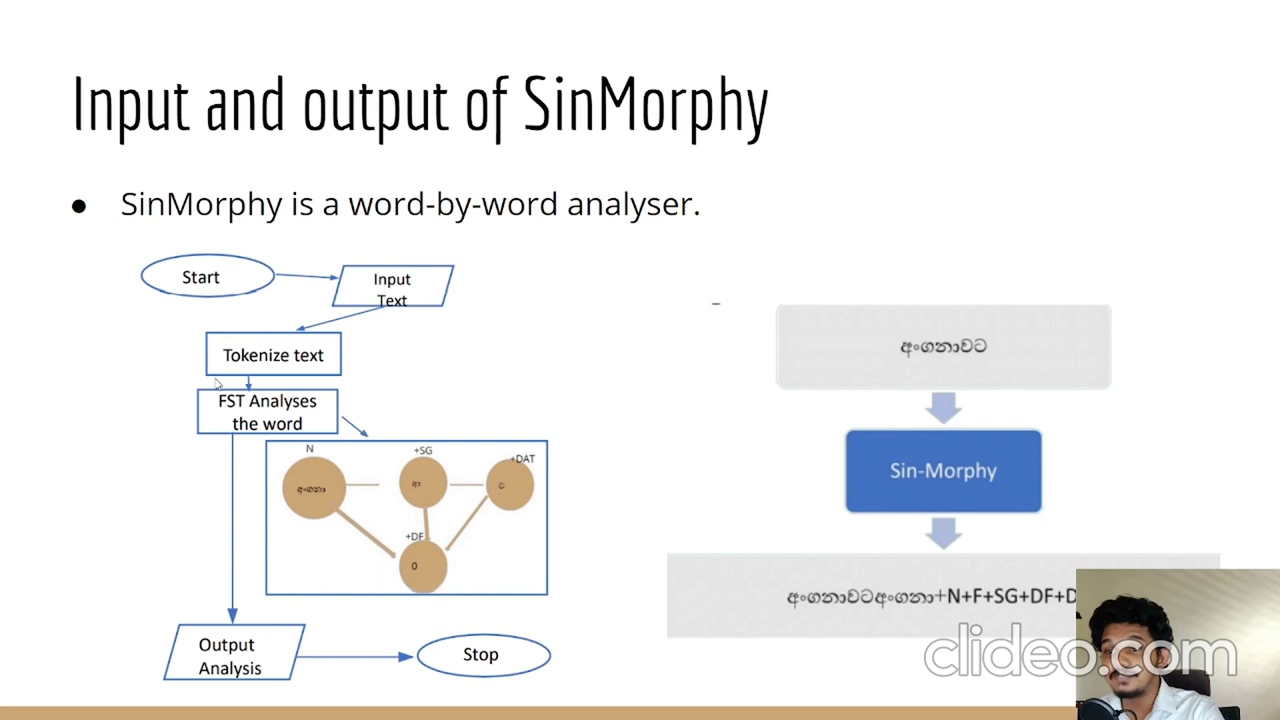 Input and output of SinMorphy
● SinMorphy is a word-by-word analyser.
Start
Input
Text
Tokenize text
FST Analyses
the word
N
+SG
+DAT
අංගනා
ආ
ට
+DF
0
Output
Analysis
Stop
අංගනාවට
Sin-Morphy
අංගනාවටඅංගනා+N+F+SG+DF+D
clideo.com